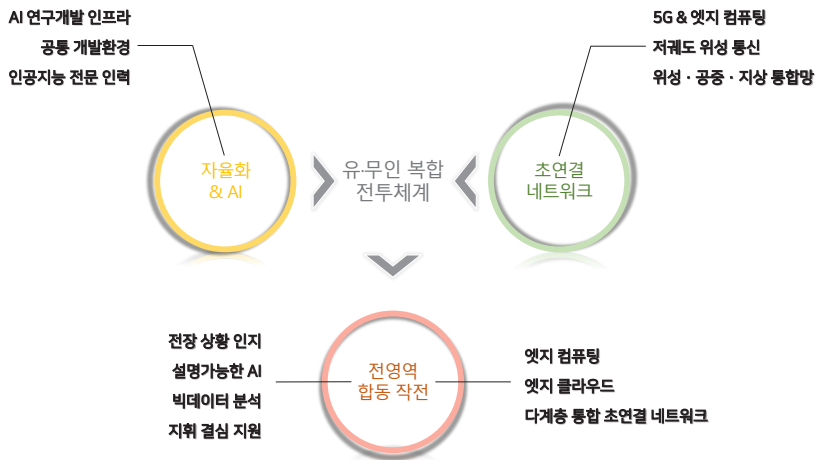 AI 연구개발 인프라
공통 개발환경
인공지능 전문 인력
5G & 엣지 컴퓨팅
저궤도 위성 통신
위성 · 공중 · 지상 통합망
자율화
& AI
유·무인 복합
전투체계
초연결
네트워크
전장 상황 인지
설명가능한 AI
빅데이터 분석
지휘 결심 지원
전영역
합동 작전
엣지 컴퓨팅
엣지 클라우드
다계층 통합 초연결 네트워크